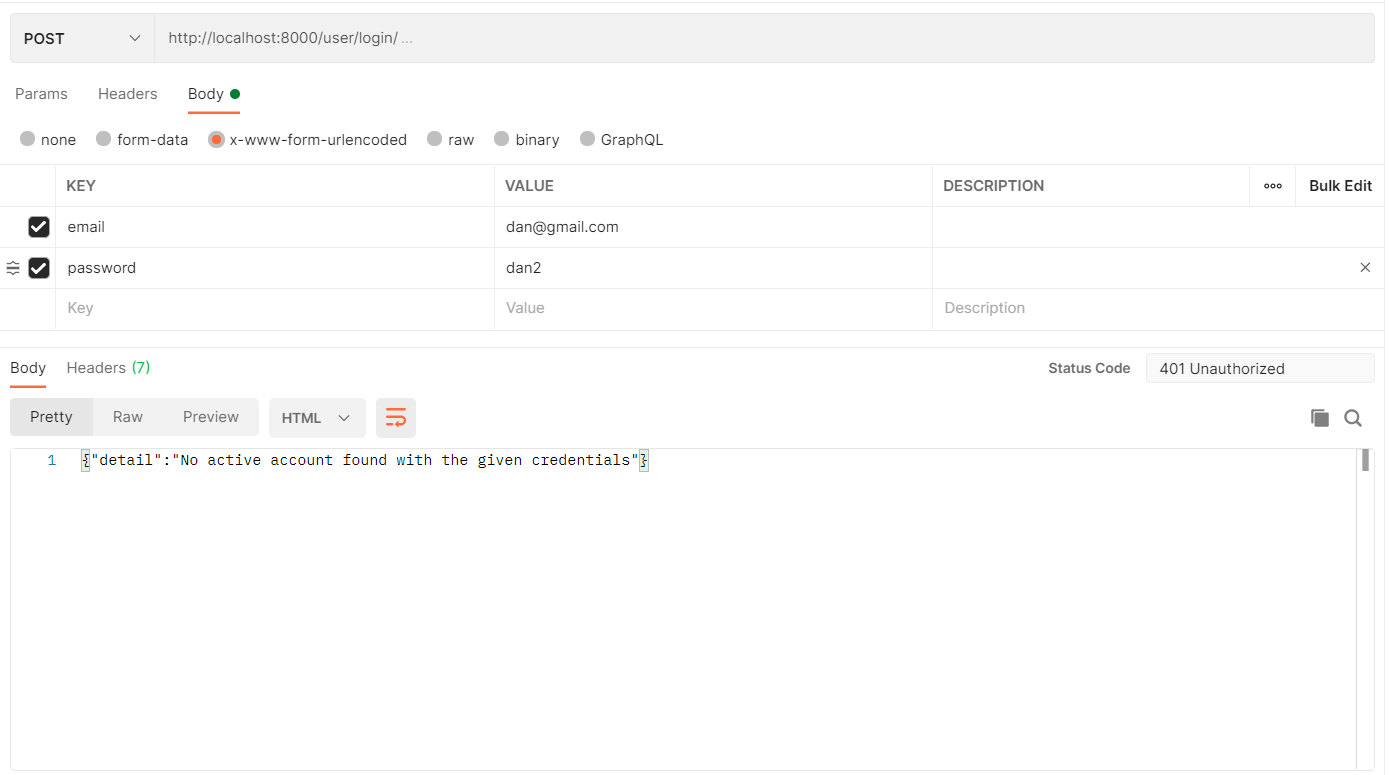 POST http://localhost:8000/user/login/ ...
Params Headers Body
none form-data x-www-form-urlencoded raw binary GraphQL
KEY VALUE DESCRIPTION ooo Bulk Edit
email dan@gmail.com
password dan2
Key Value Description
Body Headers (7) Status Code 401 Unauthorized
Pretty Raw Preview HTML
1 {"detail":"No active account found with the given credentials"}